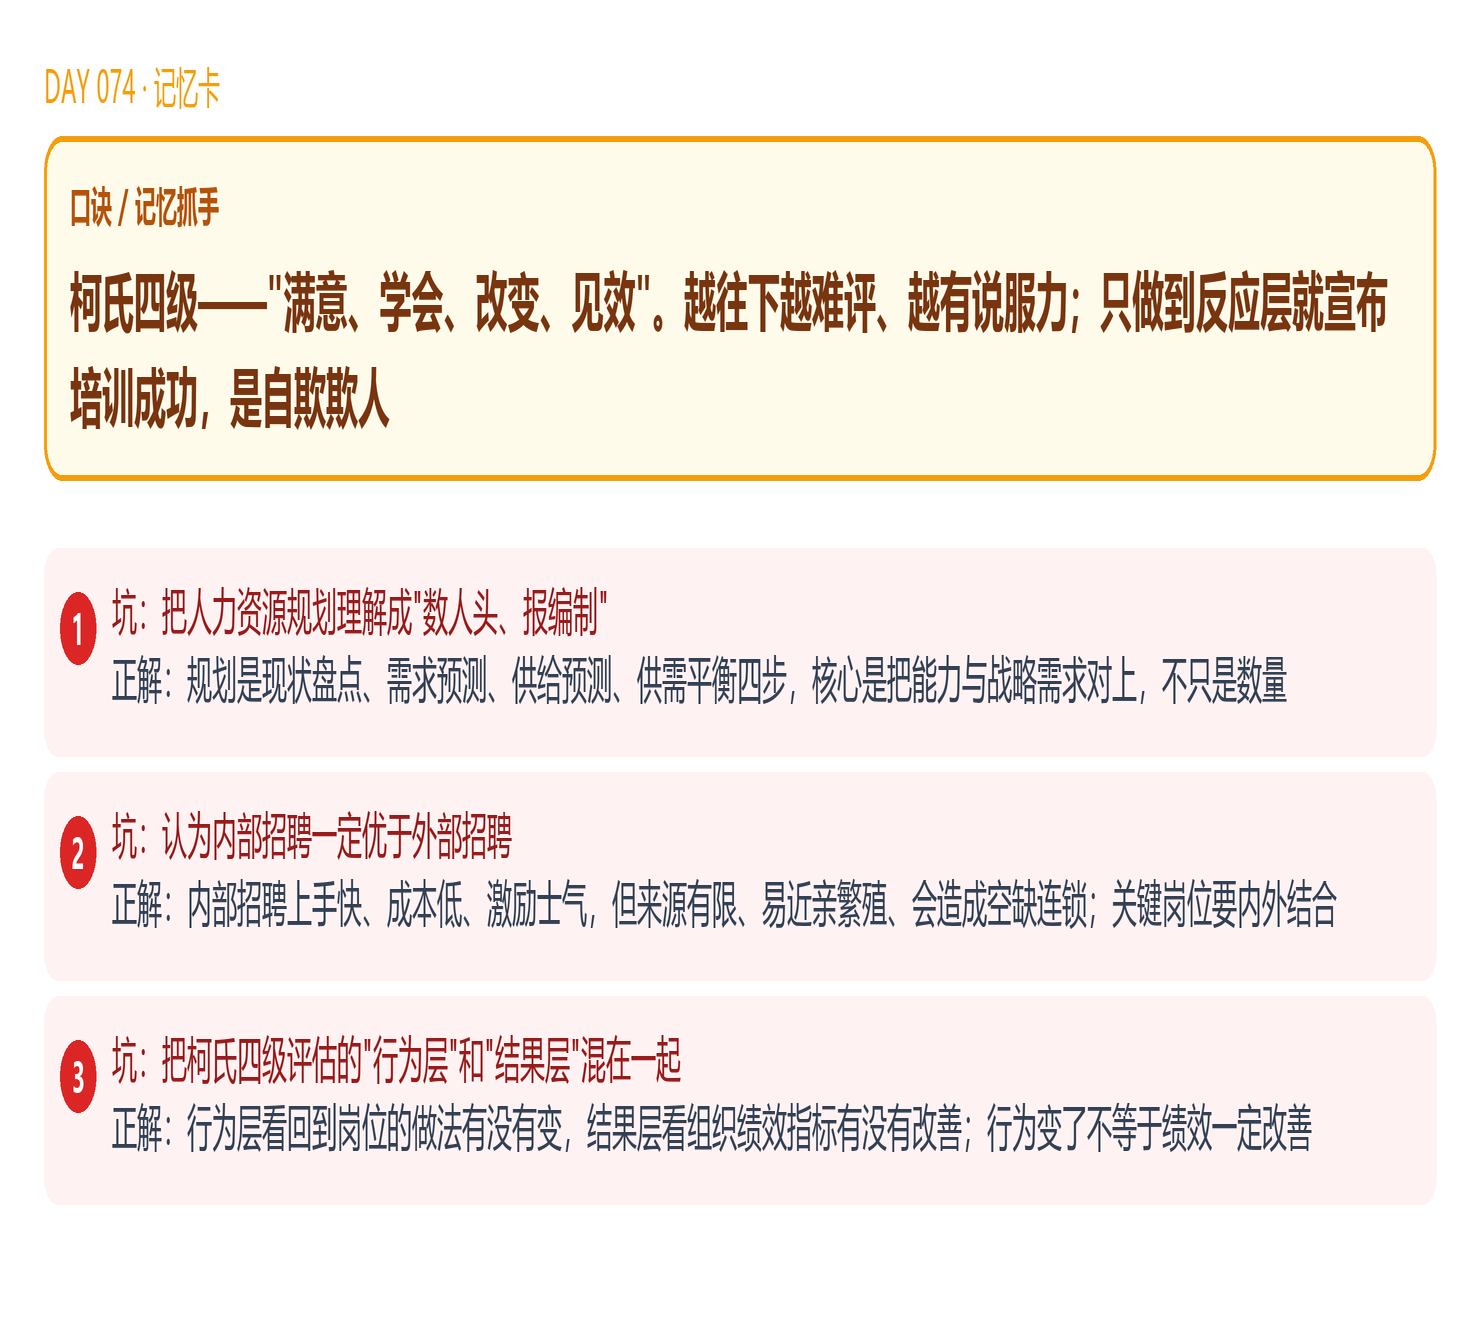 DAY 074 · 记忆卡
口诀 / 记忆抓手
柯氏四级——"满意、学会、改变、见效"。越往下越难评、越有说服力；只做到反应层就宣布
培训成功，是自欺欺人
1
坑：把人力资源规划理解成"数人头、报编制"
正解：规划是现状盘点、需求预测、供给预测、供需平衡四步，核心是把能力与战略需求对上，不只是数量
2
坑：认为内部招聘一定优于外部招聘
正解：内部招聘上手快、成本低、激励士气，但来源有限、易近亲繁殖、会造成空缺连锁；关键岗位要内外结合
3
坑：把柯氏四级评估的"行为层"和"结果层"混在一起
正解：行为层看回到岗位的做法有没有变，结果层看组织绩效指标有没有改善；行为变了不等于绩效一定改善